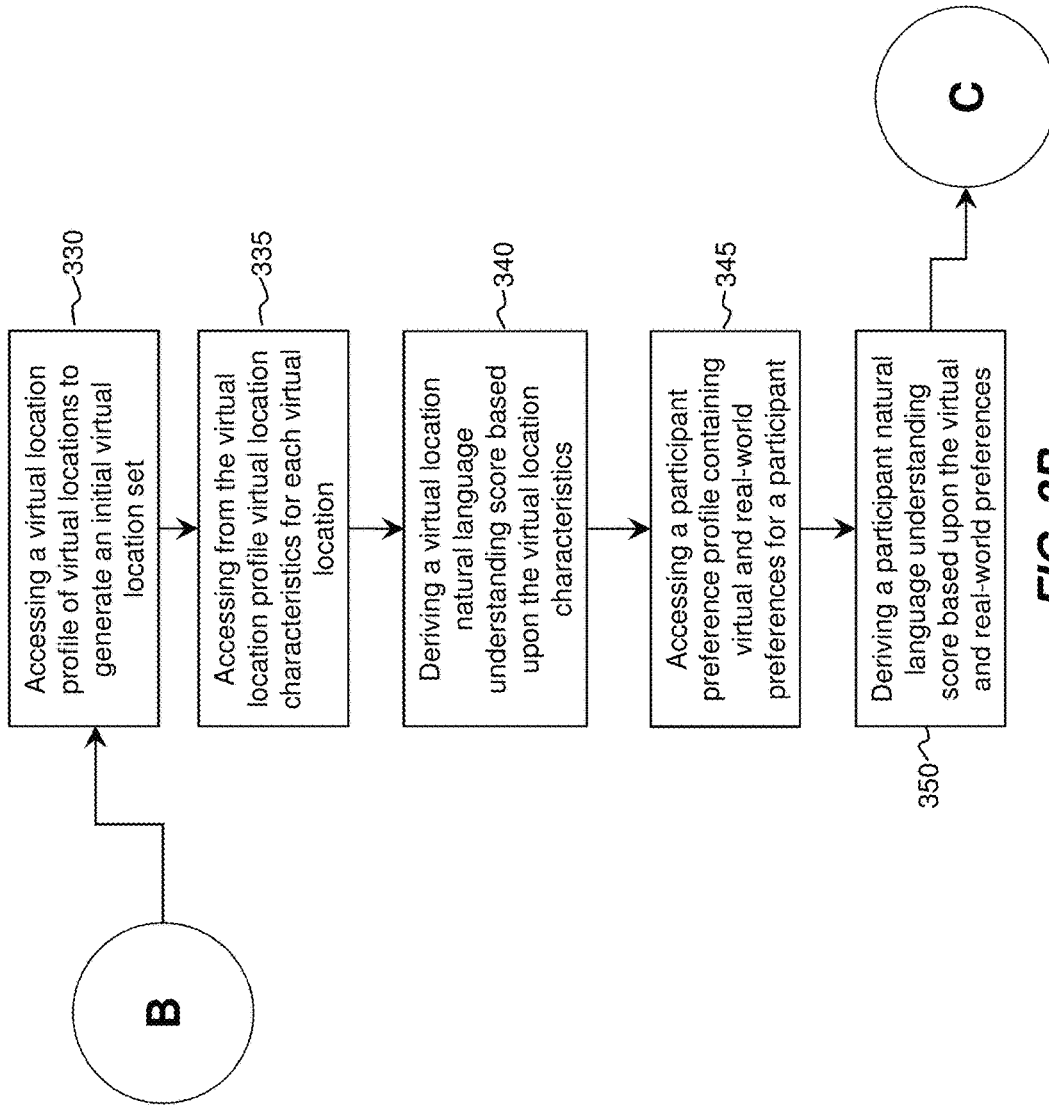 B
Accessing a virtual location
profile of virtual locations to
generate an initial virtual
location set
330
Accessing from the virtual
location profile virtual location
characteristics for each virtual
location
335
Deriving a virtual location
natural language
understanding score based
upon the virtual location
characteristics
340
Accessing a participant
preference profile containing
virtual and real-world
preferences for a participant
345
Deriving a participant natural
language understanding
score based upon the virtual
and real-world preferences
350
C